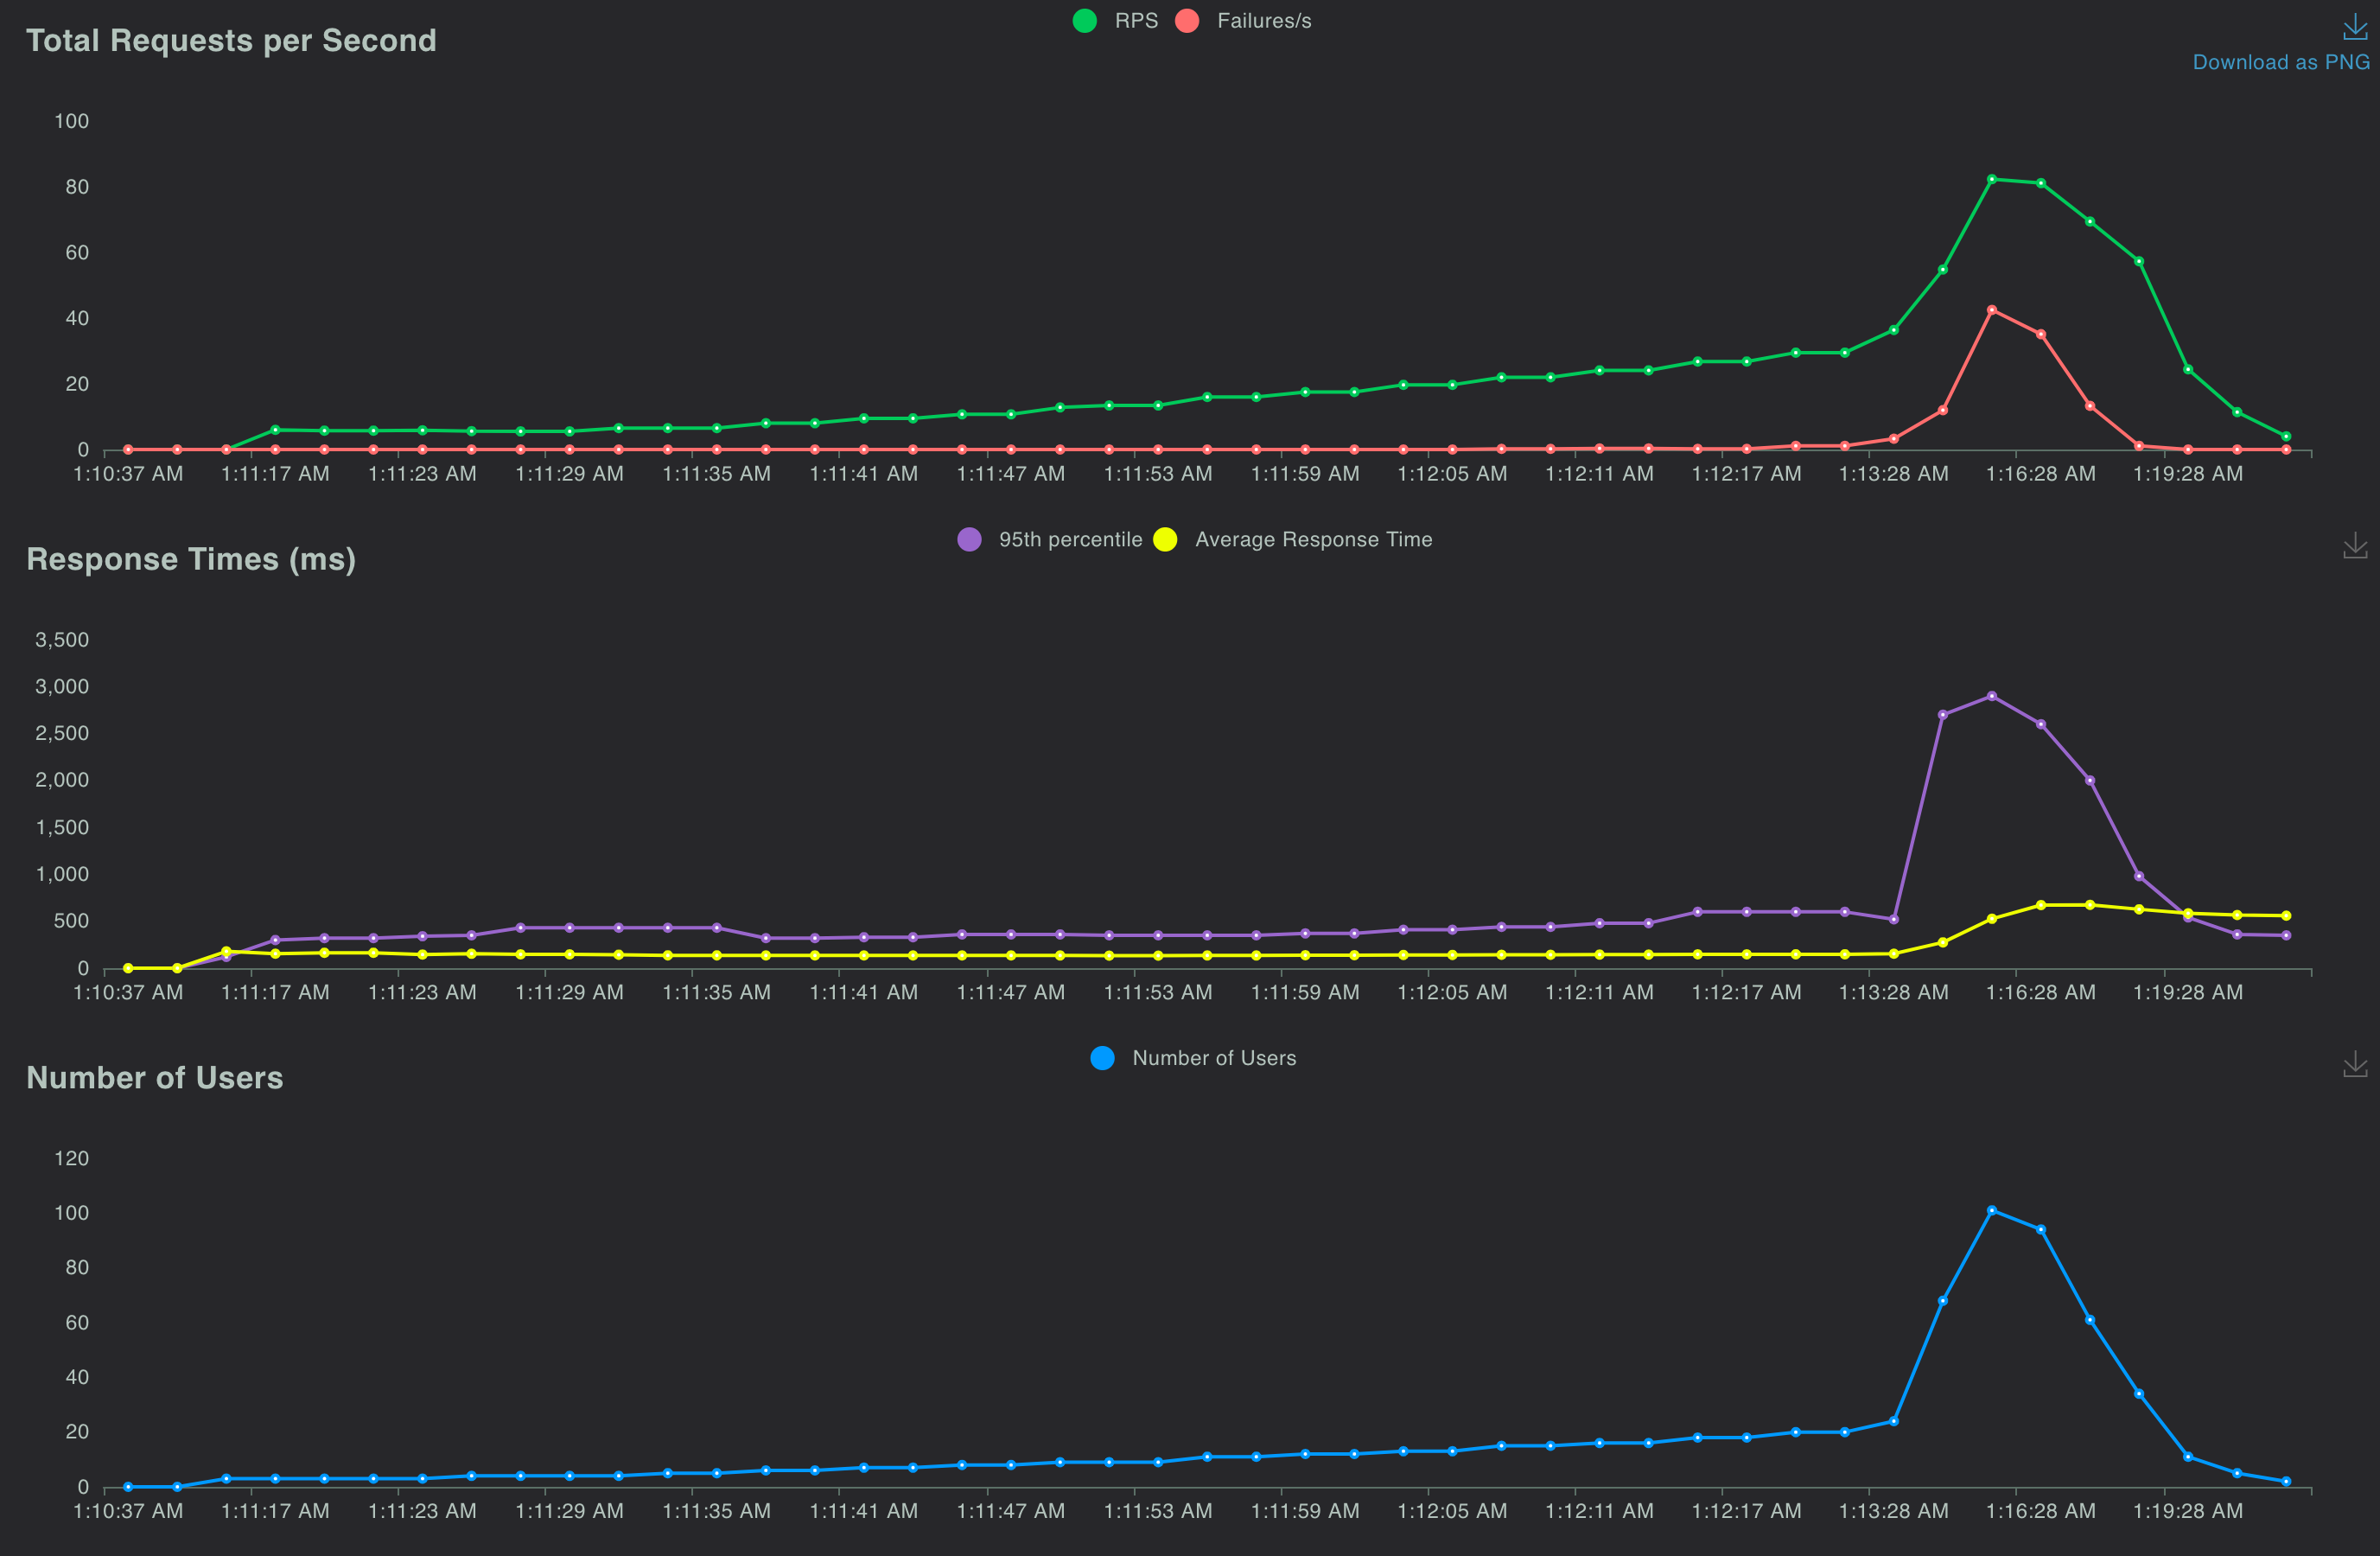 Total Requests per Second
RPS Failures/s
Download as PNG
100
80
60
40
20
0
1:10:37 AM 1:11:17 AM 1:11:23 AM 1:11:29 AM 1:11:35 AM 1:11:41 AM 1:11:47 AM 1:11:53 AM 1:11:59 AM 1:12:05 AM 1:12:11 AM 1:12:17 AM 1:13:28 AM 1:16:28 AM 1:19:28 AM
Response Times (ms)
95th percentile Average Response Time
3,500
3,000
2,500
2,000
1,500
1,000
500
0
1:10:37 AM 1:11:17 AM 1:11:23 AM 1:11:29 AM 1:11:35 AM 1:11:41 AM 1:11:47 AM 1:11:53 AM 1:11:59 AM 1:12:05 AM 1:12:11 AM 1:12:17 AM 1:13:28 AM 1:16:28 AM 1:19:28 AM
Number of Users
Number of Users
120
100
80
60
40
20
0
1:10:37 AM 1:11:17 AM 1:11:23 AM 1:11:29 AM 1:11:35 AM 1:11:41 AM 1:11:47 AM 1:11:53 AM 1:11:59 AM 1:12:05 AM 1:12:11 AM 1:12:17 AM 1:13:28 AM 1:16:28 AM 1:19:28 AM